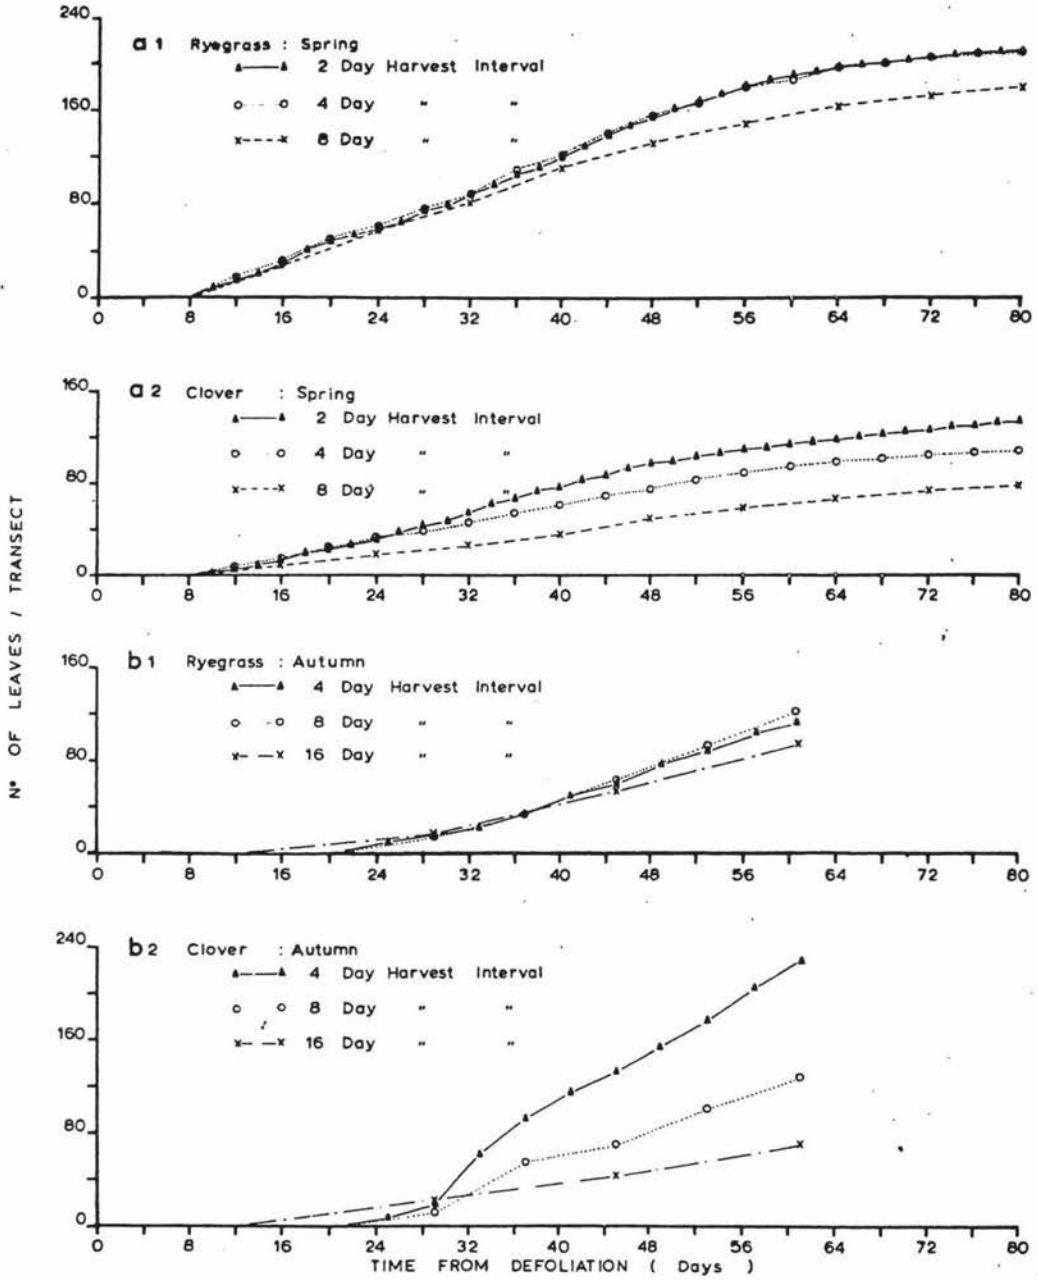 240
a1 Ryegrass : Spring
2 Day Harvest Interval
4 Day " "
160
8 Day " "
80
0
0 8 16 24 32 40 48 56 64 72 80
160
a2 Clover : Spring
2 Day Harvest Interval
4 Day " "
80
8 Day " "
0
0 8 16 24 32 40 48 56 64 72 80
Nº OF LEAVES / TRANSECT
160
b1 Ryegrass : Autumn
4 Day Harvest Interval
8 Day " "
80
16 Day " "
0
0 8 16 24 32 40 48 56 64 72 80
240
b2 Clover : Autumn
4 Day Harvest Interval
8 Day " "
160
16 Day " "
80
0
0 8 16 24 32 40 48 56 64 72 80
TIME FROM DEFOLIATION ( Days )